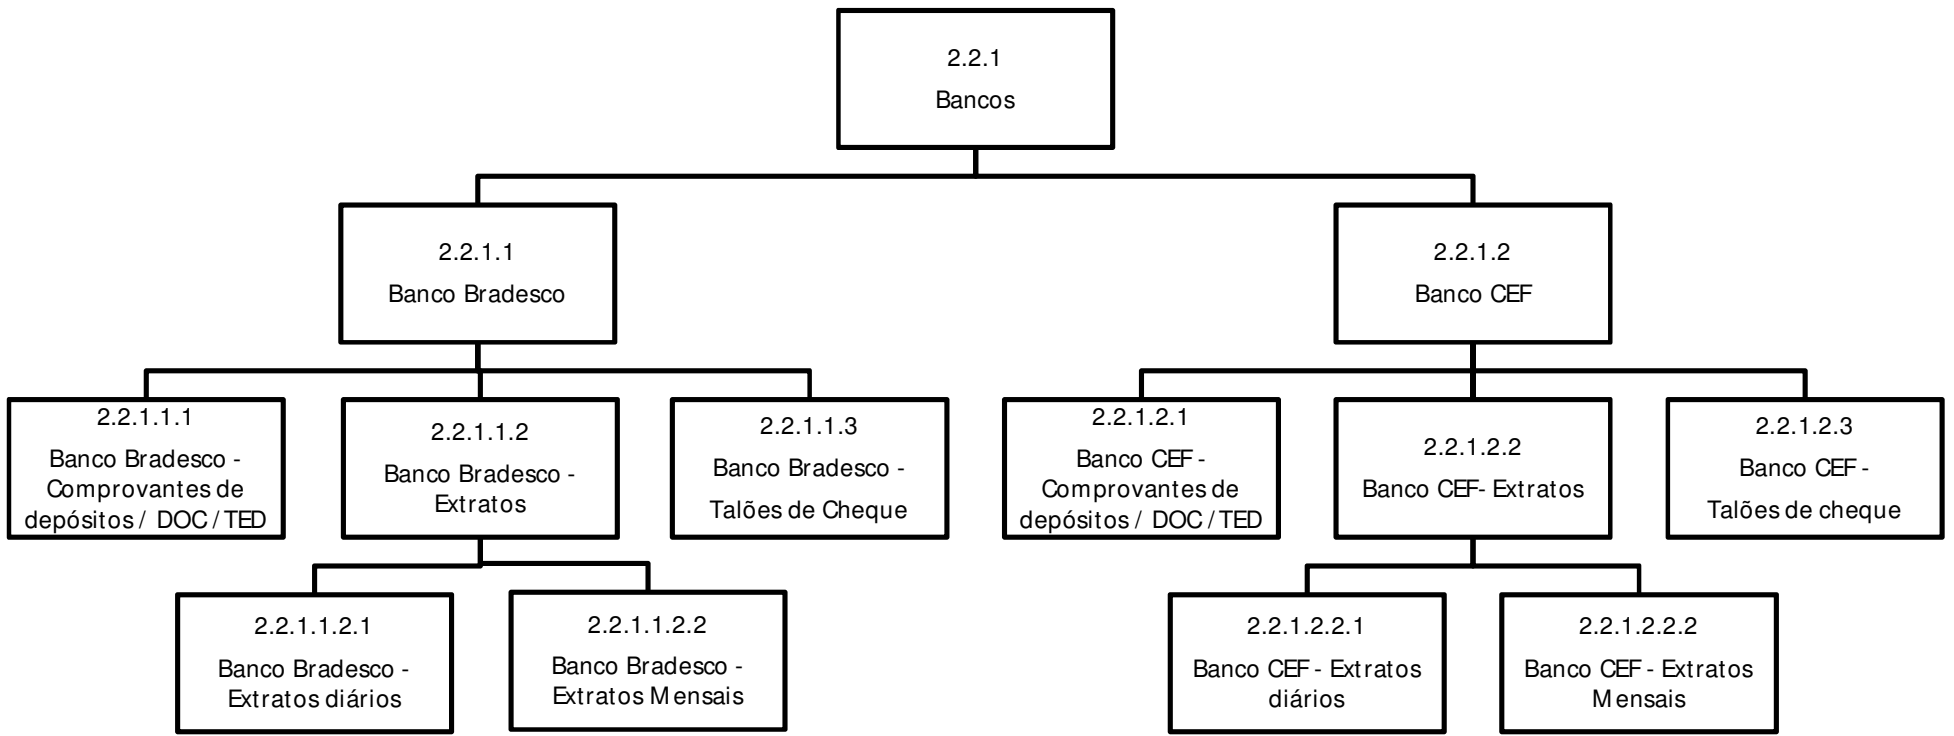 2.2.1
Bancos
2.2.1.1
Banco Bradesco
2.2.1.2
Banco CEF
2.2.1.1.1
Banco Bradesco -
Comprovantes de
depósitos / DOC / TED
2.2.1.1.2
Banco Bradesco -
Extratos
2.2.1.1.3
Banco Bradesco -
Talões de Cheque
2.2.1.2.1
Banco CEF -
Comprovantes de
depósitos / DOC / TED
2.2.1.2.2
Banco CEF- Extratos
2.2.1.2.3
Banco CEF -
Talões de cheque
2.2.1.1.2.1
Banco Bradesco -
Extratos diários
2.2.1.1.2.2
Banco Bradesco -
Extratos Mensais
2.2.1.2.2.1
Banco CEF - Extratos
diários
2.2.1.2.2.2
Banco CEF - Extratos
Mensais